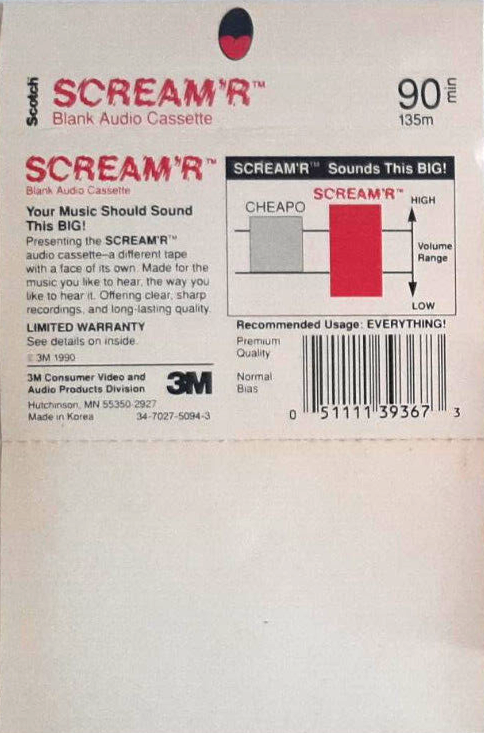 Scotch
SCREAM'R™
Blank Audio Cassette
90 min
135m
SCREAM'R™
Blank Audio Cassette
Your Music Should Sound
This BIG!
Presenting the SCREAM'R™
audio cassette–a different tape
with a face of its own. Made for the
music you like to hear, the way you
like to hear it. Offering clear, sharp
recordings, and long-lasting quality.
LIMITED WARRANTY
See details on inside.
© 3M 1990
3M Consumer Video and
Audio Products Division
3M
Hutchinson, MN 55350-2927
Made in Korea 34-7027-5094-3
SCREAM'R™ Sounds This BIG!
CHEAPO
SCREAM'R™
HIGH
Volume
Range
LOW
Recommended Usage: EVERYTHING!
Premium
Quality
Normal
Bias
0 51111 39367 3